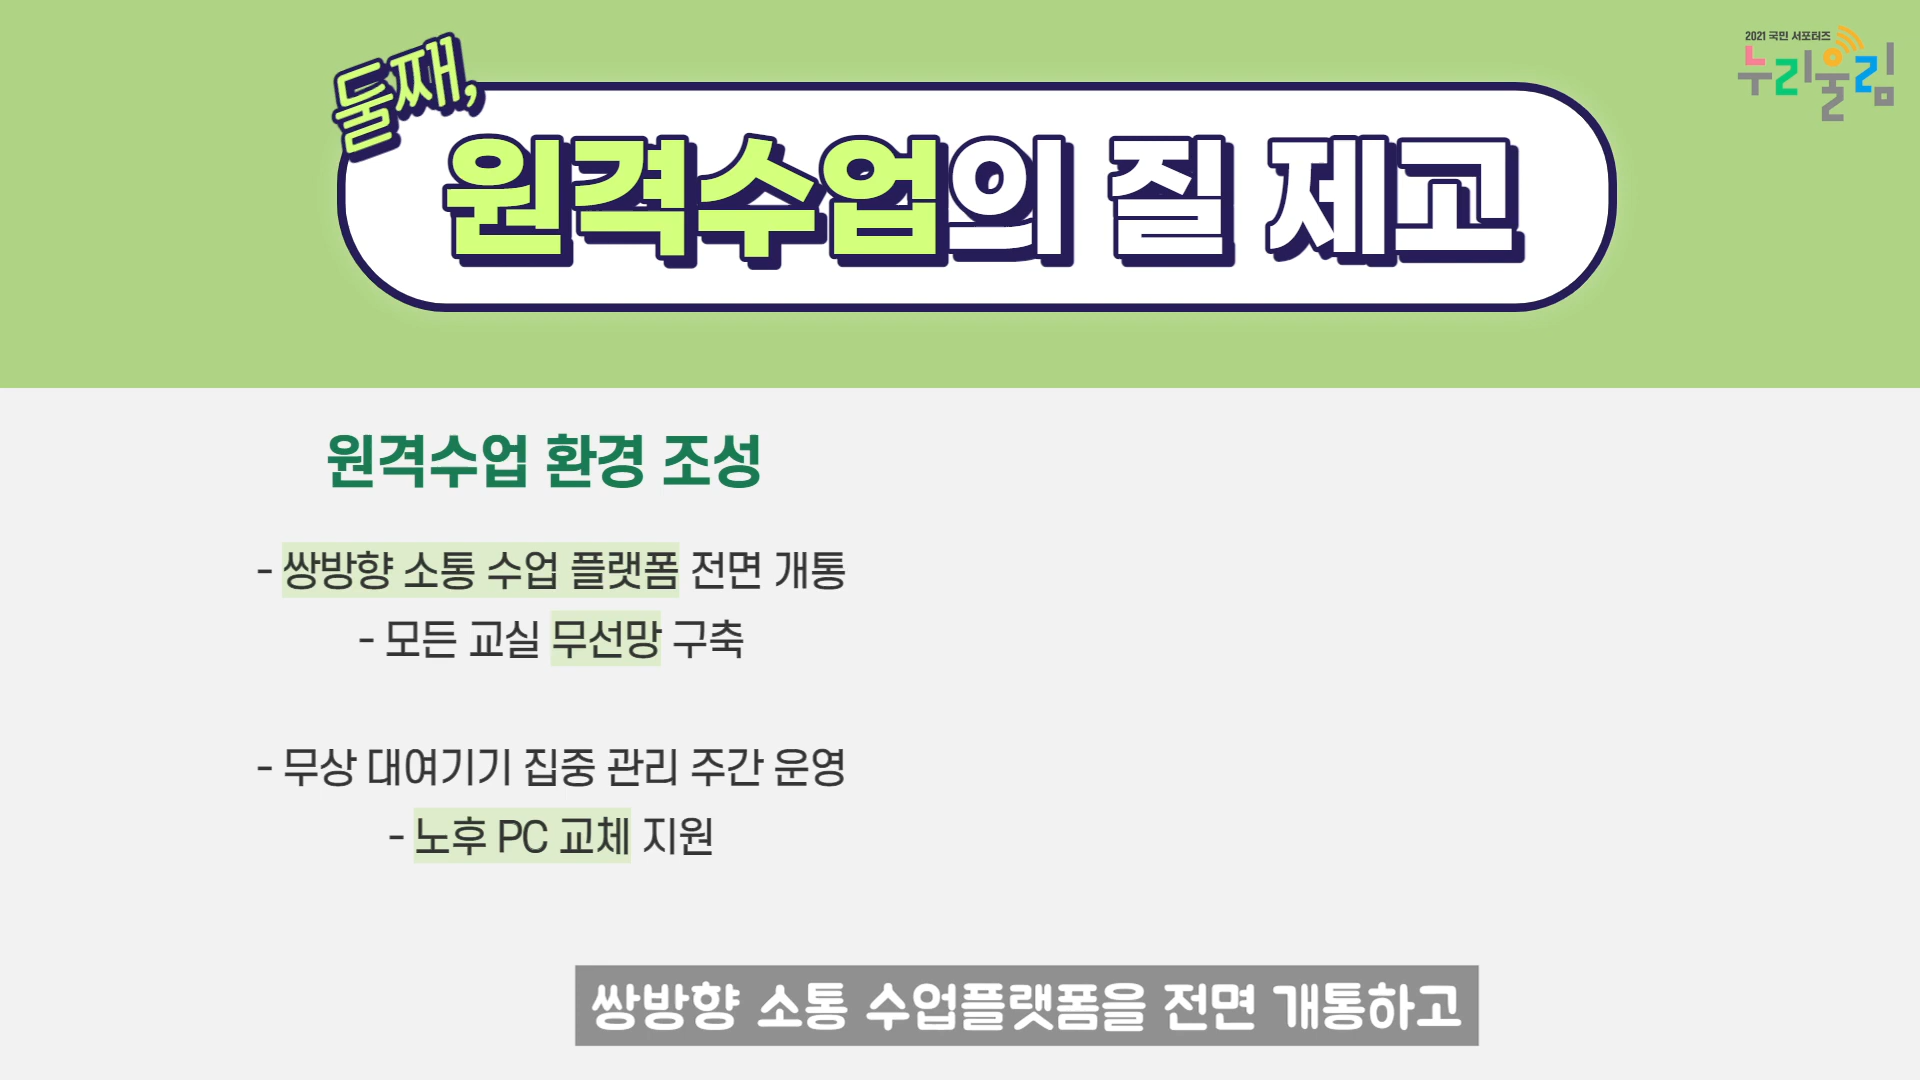 2021 국민 서포터즈
누리울림
둘째,
원격수업의 질 제고
원격수업 환경 조성
- 쌍방향 소통 수업 플랫폼 전면 개통
- 모든 교실 무선망 구축
- 무상 대여기기 집중 관리 주간 운영
- 노후 PC 교체 지원
쌍방향 소통 수업플랫폼을 전면 개통하고